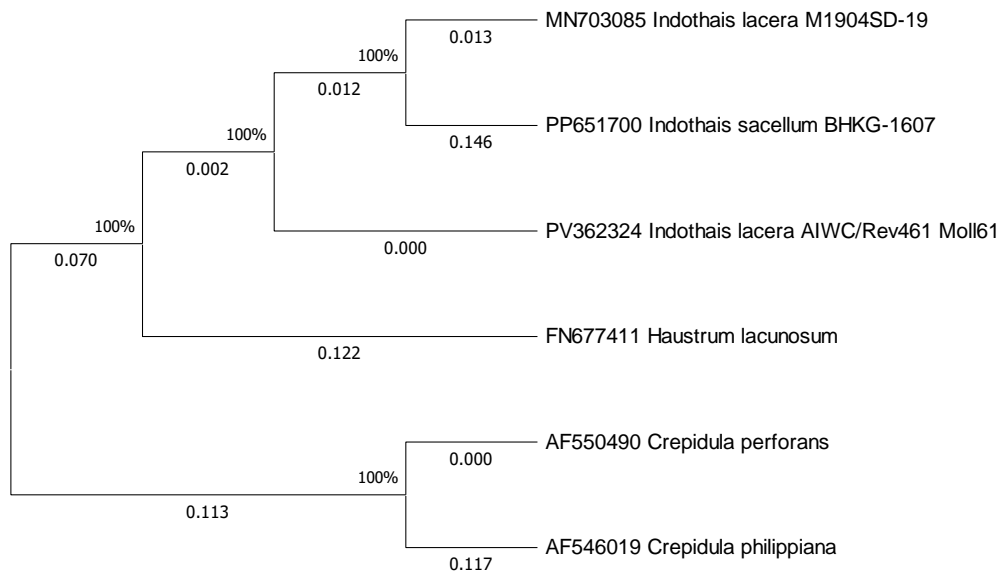 MN703085 Indothais lacera M1904SD-19
0.013
100%
0.012
PP651700 Indothais sacellum BHKG-1607
0.146
100%
0.002
PV362324 Indothais lacera AIWC/Rev461 Moll61
0.000
100%
0.070
FN677411 Haustrum lacunosum
0.122
AF550490 Crepidula perforans
0.000
100%
0.113
AF546019 Crepidula philippiana
0.117